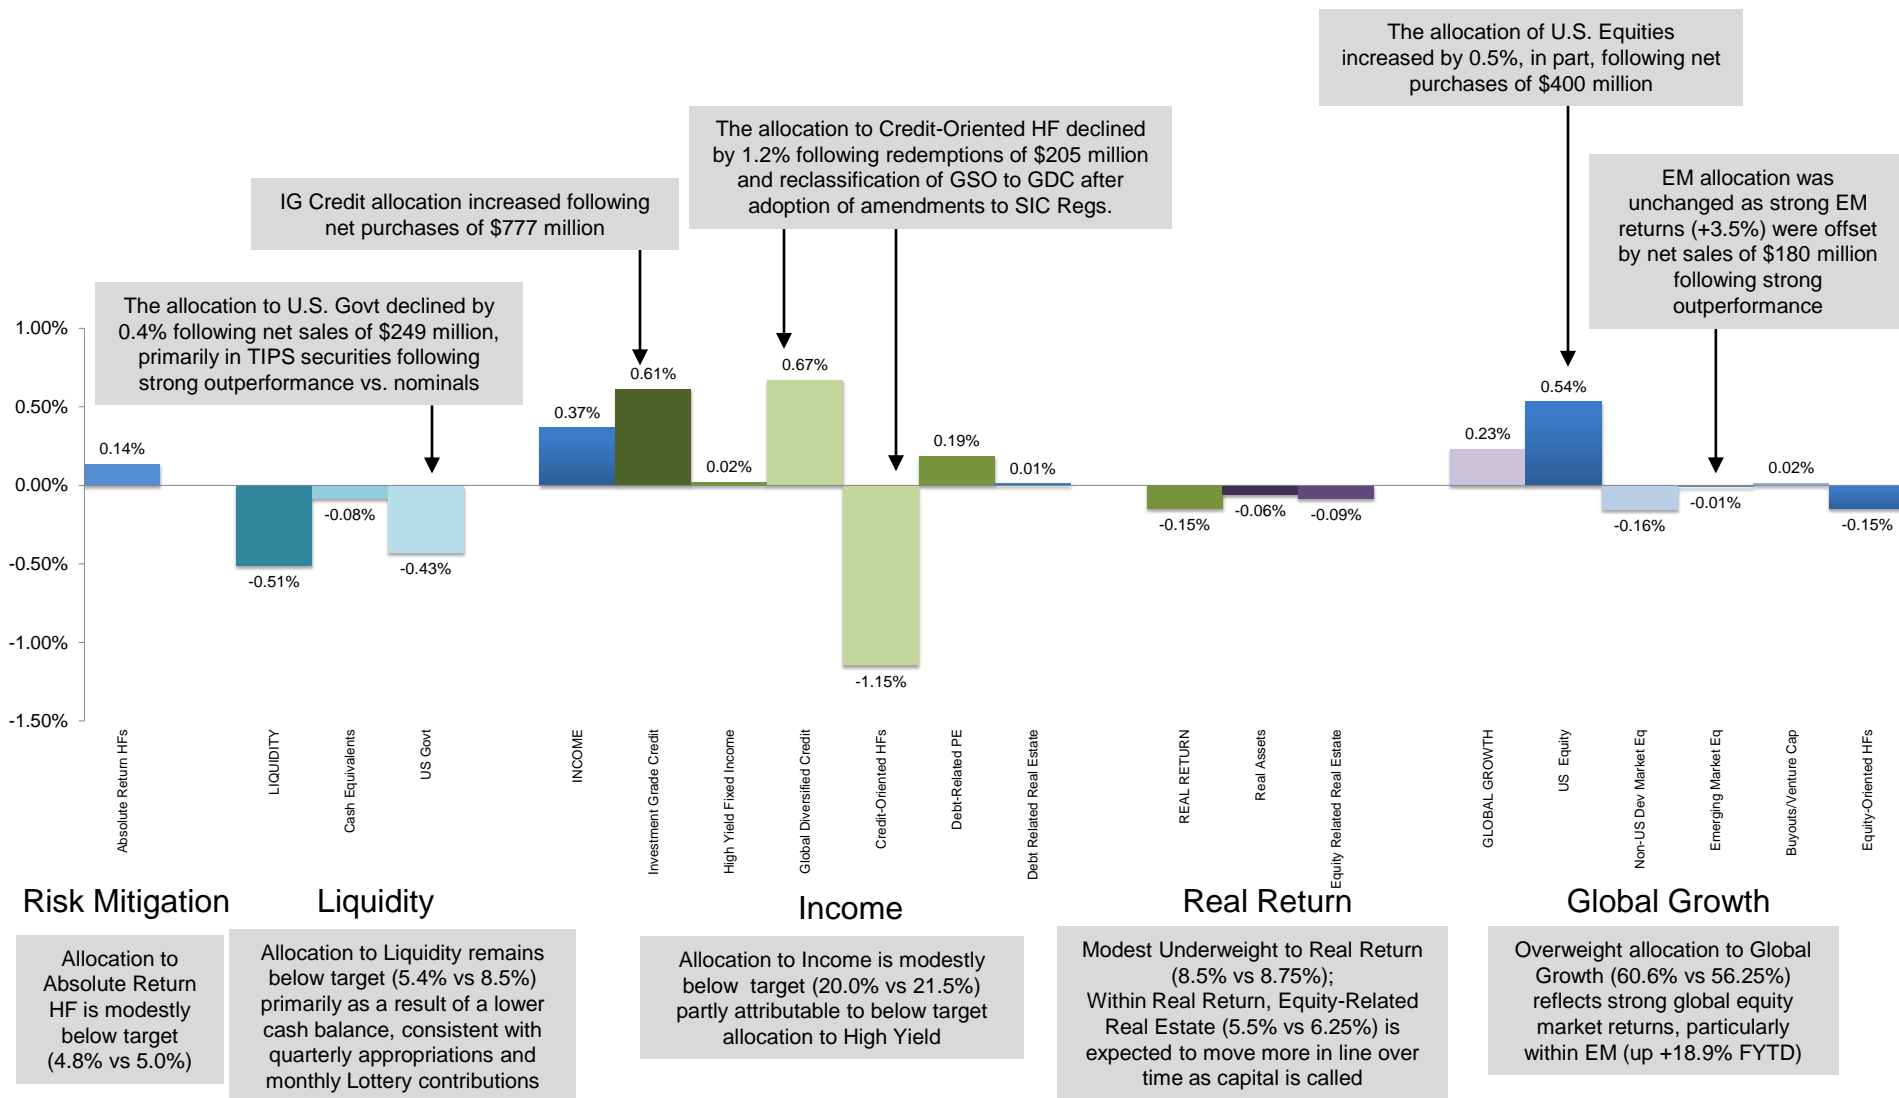 The allocation of U.S. Equities
increased by 0.5%, in part, following net
purchases of $400 million
The allocation to Credit-Oriented HF declined
by 1.2% following redemptions of $205 million
and reclassification of GSO to GDC after
adoption of amendments to SIC Regs.
EM allocation was
unchanged as strong EM
returns (+3.5%) were offset
by net sales of $180 million
following strong
outperformance
IG Credit allocation increased following
net purchases of $777 million
The allocation to U.S. Govt declined by
0.4% following net sales of $249 million,
primarily in TIPS securities following
strong outperformance vs. nominals
1.00%
0.50%
0.00%
-0.50%
-1.00%
-1.50%
0.14%
-0.51%
-0.08%
-0.43%
0.37%
0.61%
0.02%
0.67%
-1.15%
0.19%
0.01%
-0.15%
-0.06%
-0.09%
0.23%
0.54%
-0.16%
-0.01%
0.02%
-0.15%
Absolute Return HFs
LIQUIDITY
Cash Equivalents
US Govt
INCOME
Investment Grade Credit
High Yield Fixed Income
Global Diversified Credit
Credit-Oriented HFs
Debt-Related PE
Debt Related Real Estate
REAL RETURN
Real Assets
Equity Related Real Estate
GLOBAL GROWTH
US Equity
Non-US Dev Market Eq
Emerging Market Eq
Buyouts/Venture Cap
Equity-Oriented HFs
Risk Mitigation
Allocation to
Absolute Return
HF is modestly
below target
(4.8% vs 5.0%)
Liquidity
Allocation to Liquidity remains
below target (5.4% vs 8.5%)
primarily as a result of a lower
cash balance, consistent with
quarterly appropriations and
monthly Lottery contributions
Income
Allocation to Income is modestly
below target (20.0% vs 21.5%)
partly attributable to below target
allocation to High Yield
Real Return
Modest Underweight to Real Return
(8.5% vs 8.75%);
Within Real Return, Equity-Related
Real Estate (5.5% vs 6.25%) is
expected to move more in line over
time as capital is called
Global Growth
Overweight allocation to Global
Growth (60.6% vs 56.25%)
reflects strong global equity
market returns, particularly
within EM (up +18.9% FYTD)